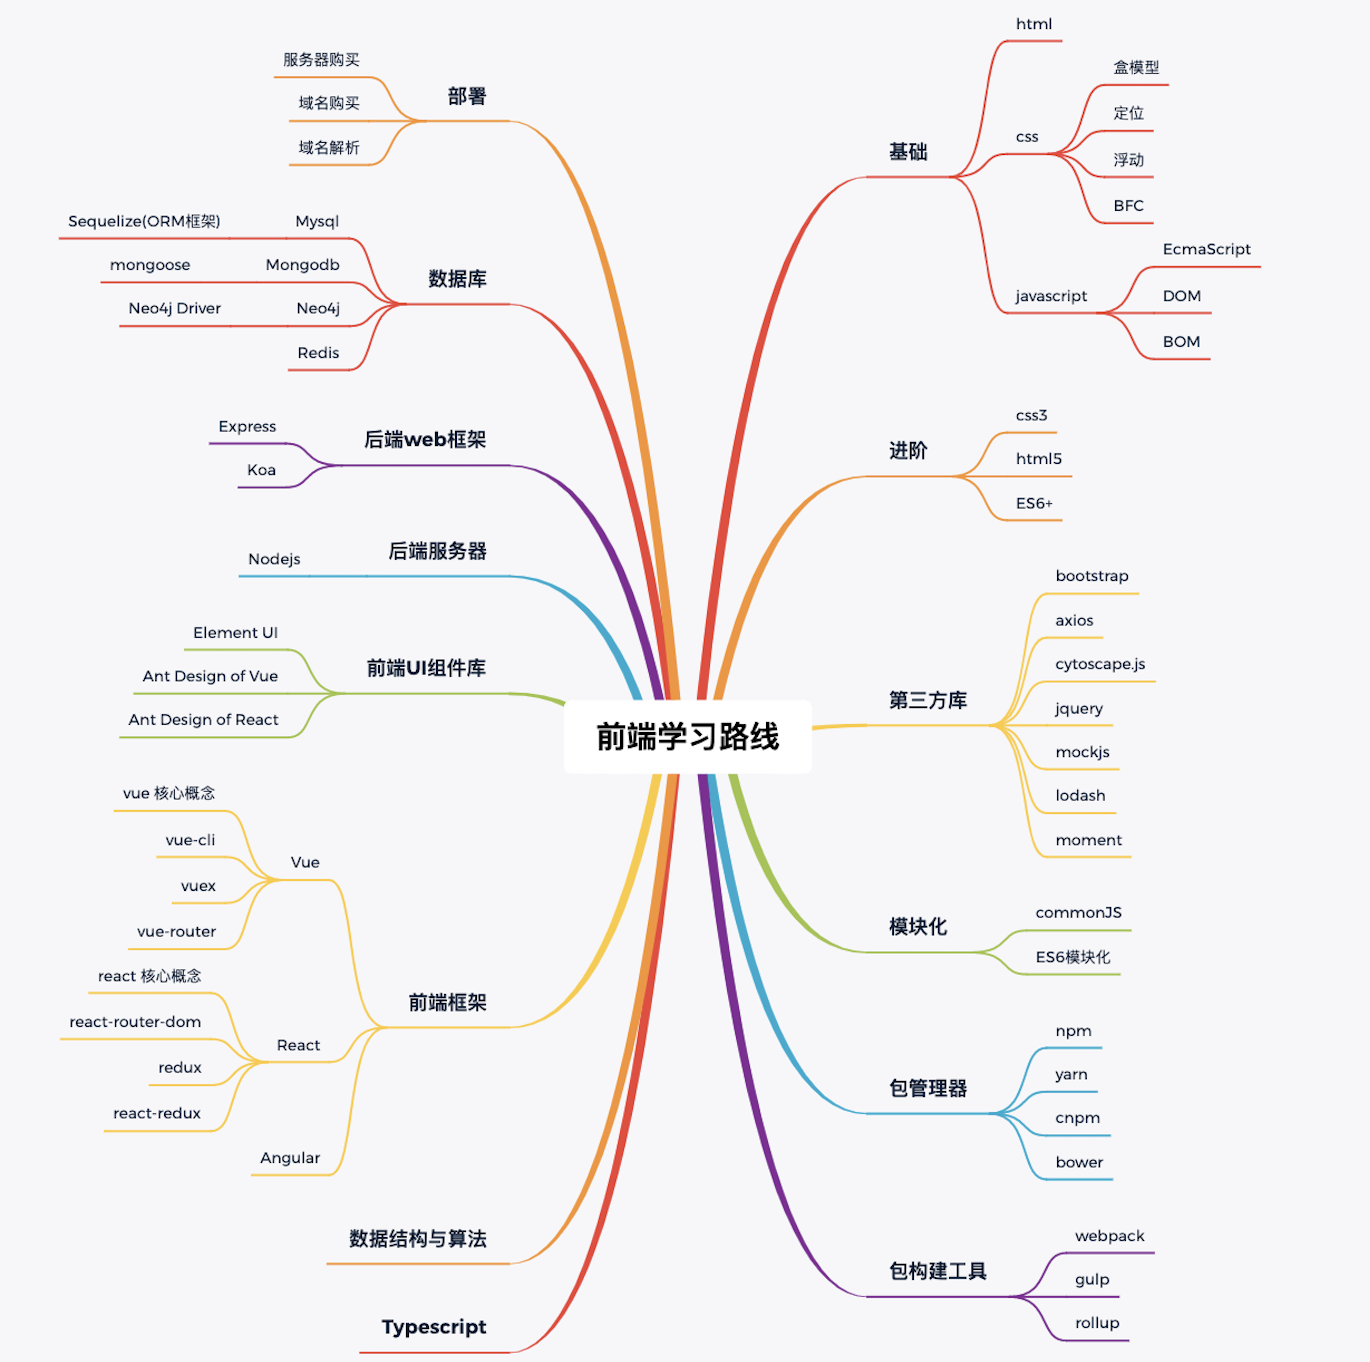 前端学习路线
基础
html
css
盒模型
定位
浮动
BFC
javascript
EcmaScript
DOM
BOM
进阶
css3
html5
ES6+
第三方库
bootstrap
axios
cytoscape.js
jquery
mockjs
lodash
moment
模块化
commonJS
ES6模块化
包管理器
npm
yarn
cnpm
bower
包构建工具
webpack
gulp
rollup
部署
服务器购买
域名购买
域名解析
数据库
Mysql
Sequelize(ORM框架)
Mongodb
mongoose
Neo4j
Neo4j Driver
Redis
后端web框架
Express
Koa
后端服务器
Nodejs
前端UI组件库
Element UI
Ant Design of Vue
Ant Design of React
前端框架
Vue
vue 核心概念
vue-cli
vuex
vue-router
React
react 核心概念
react-router-dom
redux
react-redux
Angular
数据结构与算法
Typescript